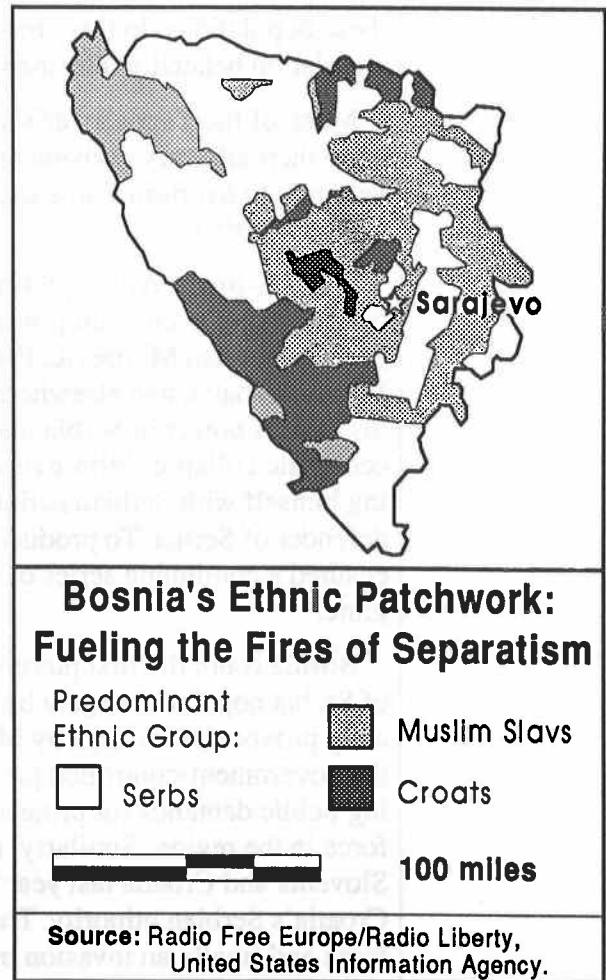 Sarajevo
Bosnia's Ethnic Patchwork:
Fueling the Fires of Separatism
Predominant
Ethnic Group:
Serbs
Muslim Slavs
Croats
100 miles
Source: Radio Free Europe/Radio Liberty,
United States Information Agency.